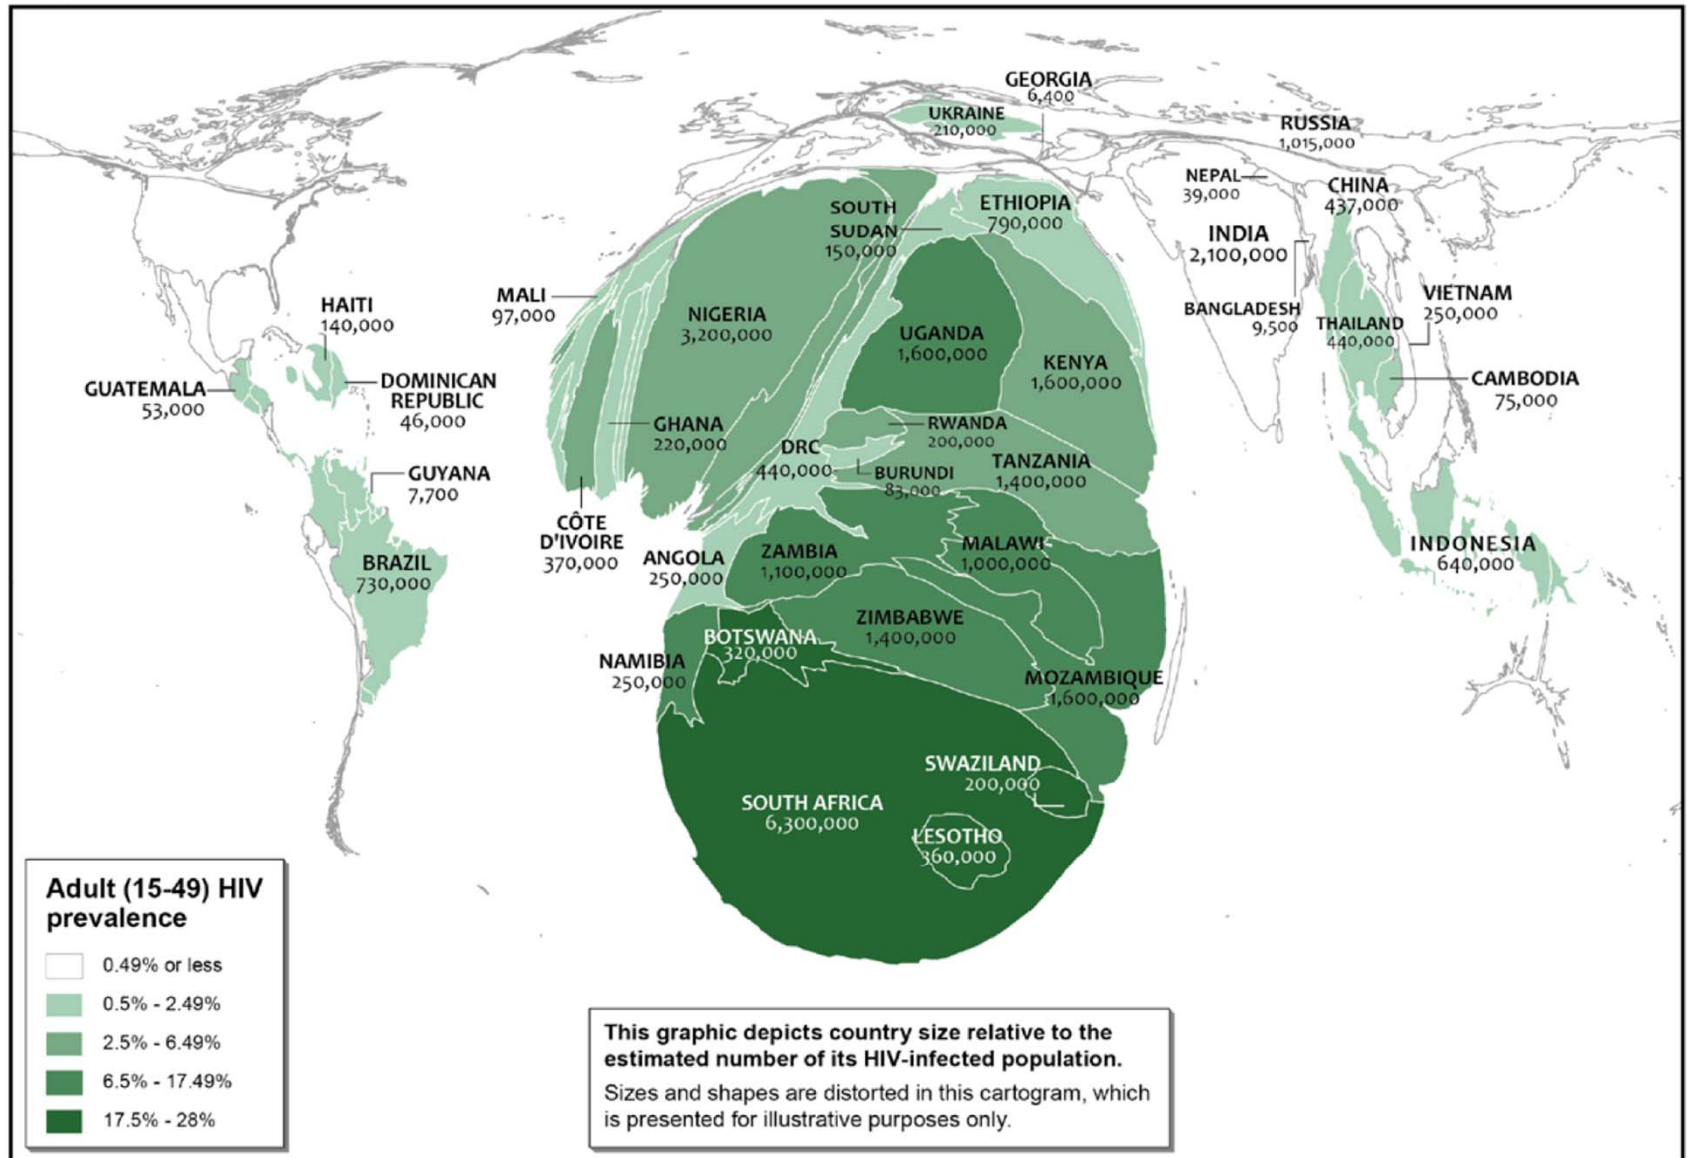 GEORGIA
6,400
UKRAINE
210,000
RUSSIA
1,015,000
NEPAL
39,000
CHINA
437,000
SOUTH
SUDAN
150,000
ETHIOPIA
790,000
INDIA
2,100,000
MALI
97,000
HAITI
140,000
NIGERIA
3,200,000
UGANDA
1,600,000
BANGLADESH
9,500
THAILAND
440,000
VIETNAM
250,000
KENYA
1,600,000
GUATEMALA
53,000
DOMINICAN
REPUBLIC
46,000
CAMBODIA
75,000
GHANA
220,000
RWANDA
200,000
DRC
440,000
BURUNDI
83,000
TANZANIA
1,400,000
GUYANA
7,700
CÔTE
D'IVOIRE
370,000
BRAZIL
730,000
ANGOLA
250,000
ZAMBIA
1,100,000
MALAWI
1,000,000
INDONESIA
640,000
ZIMBABWE
1,400,000
BOTSWANA
320,000
NAMIBIA
250,000
MOZAMBIQUE
1,600,000
SWAZILAND
200,000
SOUTH AFRICA
6,300,000
LESOTHO
360,000
Adult (15-49) HIV
prevalence
0.49% or less
0.5% - 2.49%
2.5% - 6.49%
6.5% - 17.49%
17.5% - 28%
This graphic depicts country size relative to the
estimated number of its HIV-infected population.
Sizes and shapes are distorted in this cartogram, which
is presented for illustrative purposes only.